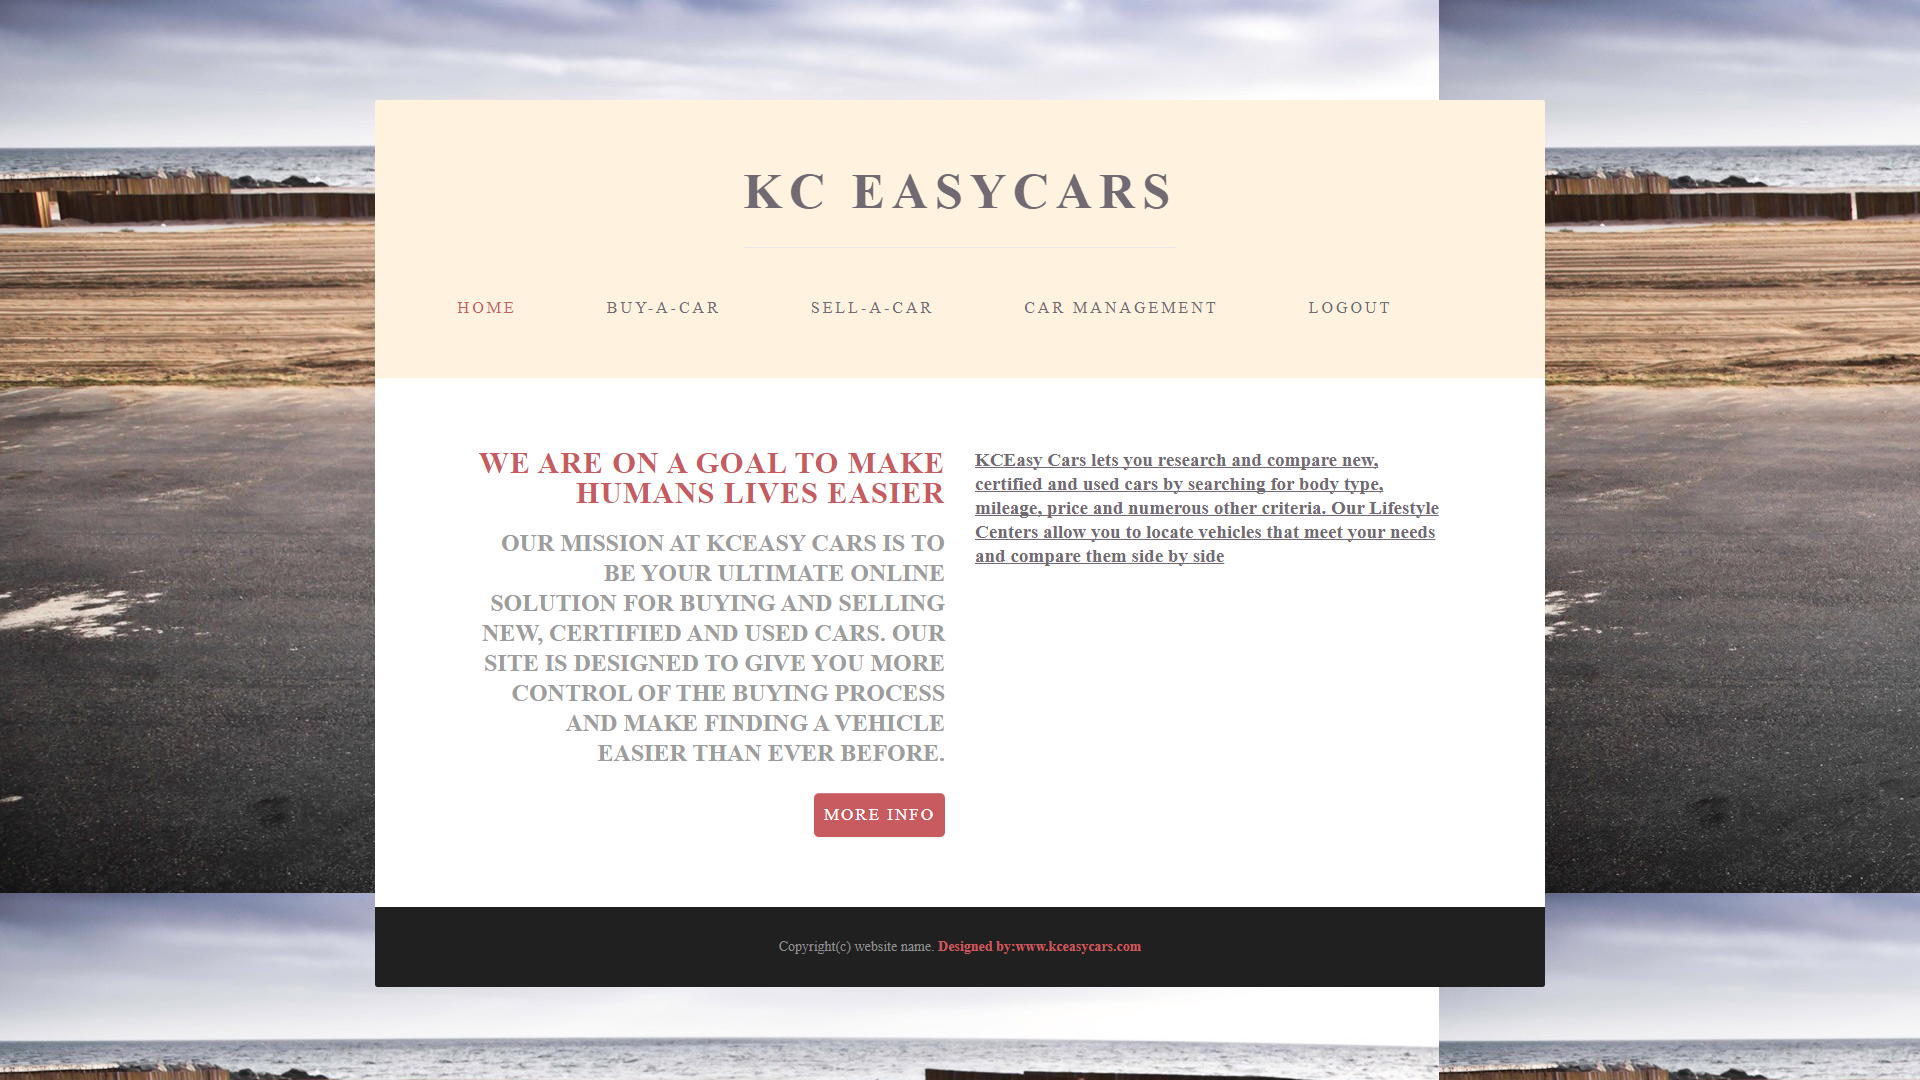 KC EASYCARS
HOME
BUY-A-CAR
SELL-A-CAR
CAR MANAGEMENT
LOGOUT
WE ARE ON A GOAL TO MAKE
HUMANS LIVES EASIER
OUR MISSION AT KCEASY CARS IS TO
BE YOUR ULTIMATE ONLINE
SOLUTION FOR BUYING AND SELLING
NEW, CERTIFIED AND USED CARS. OUR
SITE IS DESIGNED TO GIVE YOU MORE
CONTROL OF THE BUYING PROCESS
AND MAKE FINDING A VEHICLE
EASIER THAN EVER BEFORE.
MORE INFO
KCEasy Cars lets you research and compare new,
certified and used cars by searching for body type,
mileage, price and numerous other criteria. Our Lifestyle
Centers allow you to locate vehicles that meet your needs
and compare them side by side
Copyright(c) website name. Designed by:www.kceasycars.com